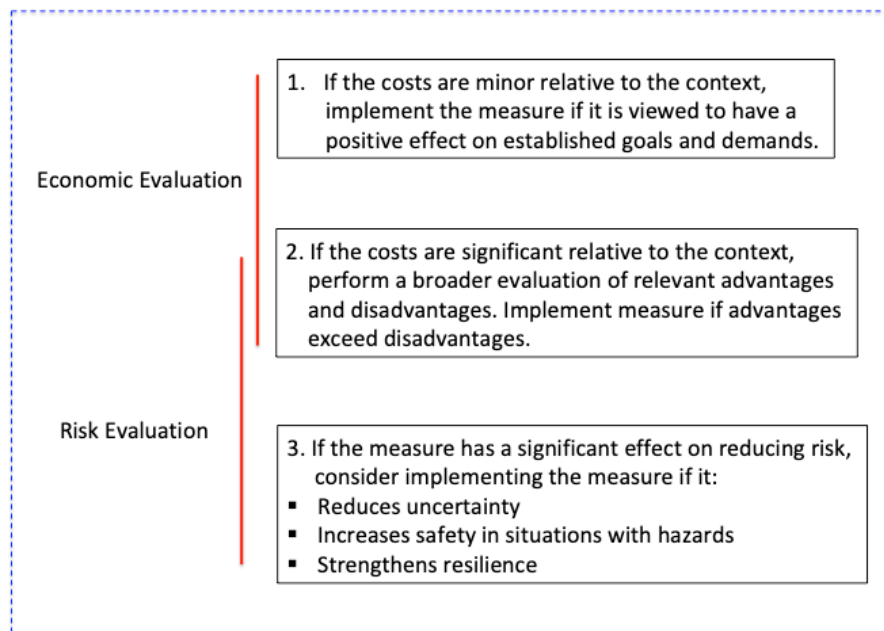 1. If the costs are minor relative to the context,
implement the measure if it is viewed to have a
positive effect on established goals and demands.
Economic Evaluation
2. If the costs are significant relative to the context,
perform a broader evaluation of relevant advantages
and disadvantages. Implement measure if advantages
exceed disadvantages.
Risk Evaluation
3. If the measure has a significant effect on reducing risk,
consider implementing the measure if it:
▪ Reduces uncertainty
▪ Increases safety in situations with hazards
▪ Strengthens resilience